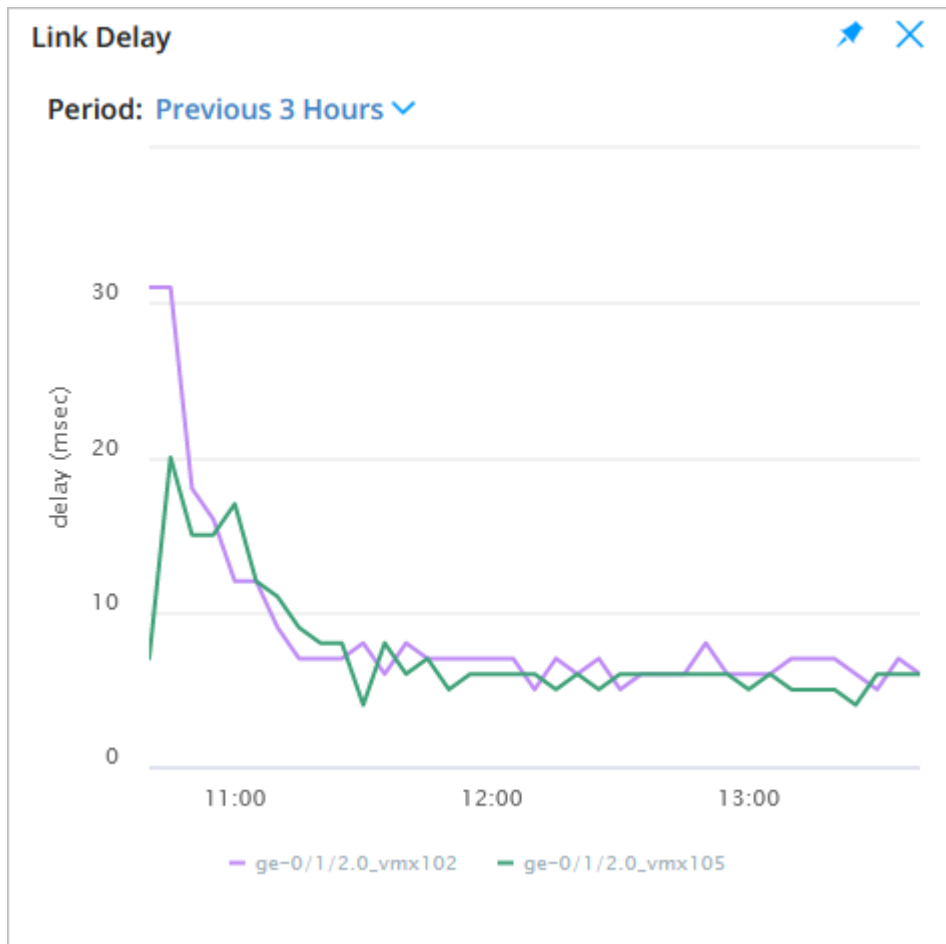 Link Delay
Period: Previous 3 Hours
30
20
10
0
delay (msec)
11:00 12:00 13:00
ge-0/1/2.0_vmx102 ge-0/1/2.0_vmx105